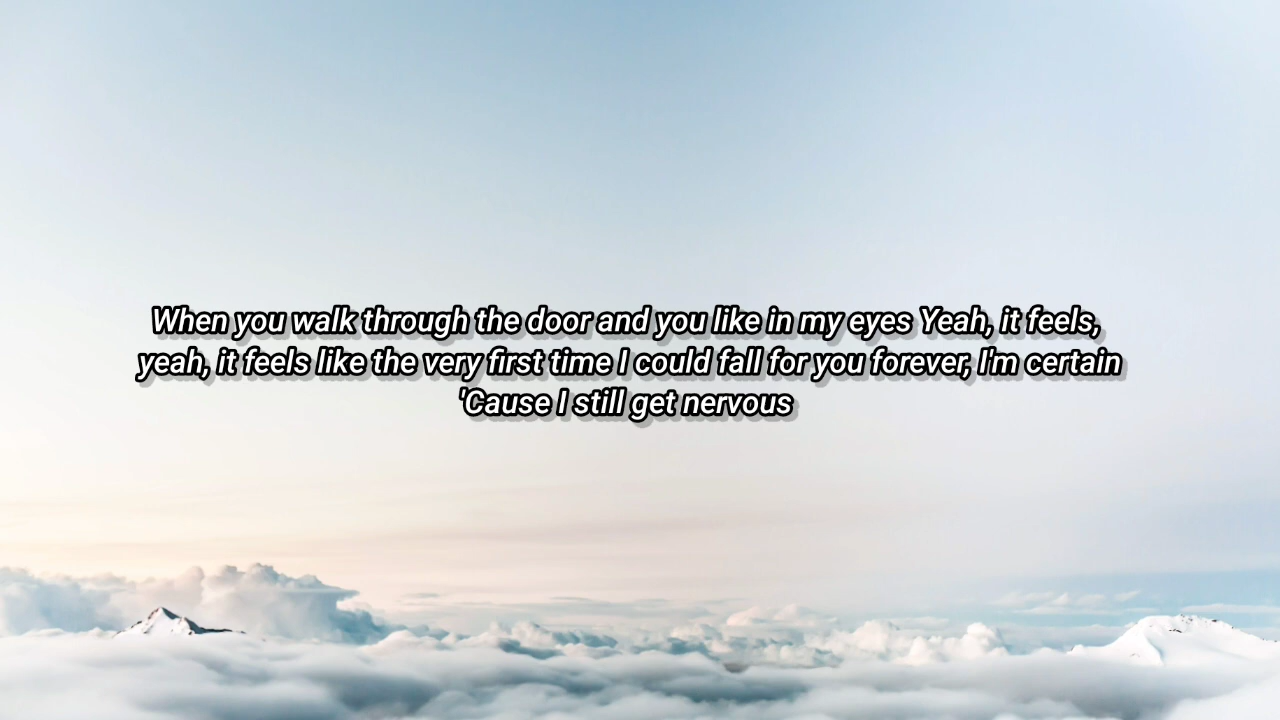 When you walk through the door and you like in my eyes Yeah, it feels,
yeah, it feels like the very first time I could fall for you forever, I'm certain
'Cause I still get nervous